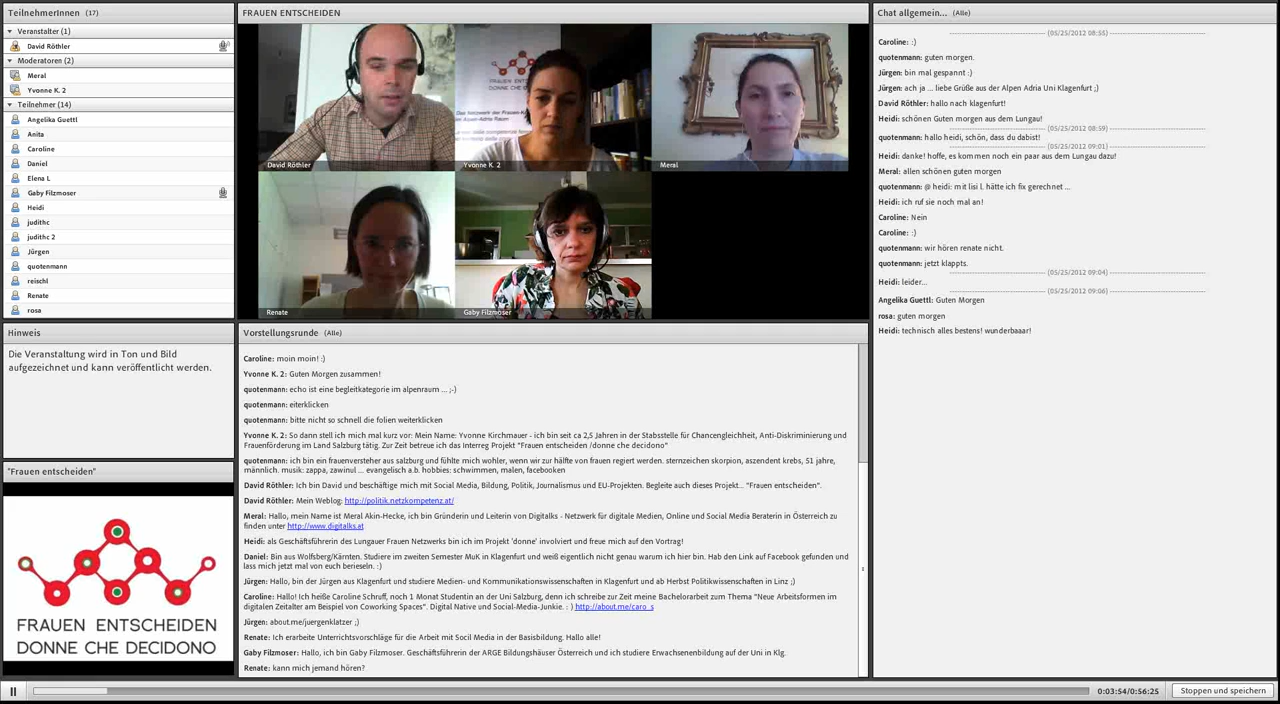 TeilnehmerInnen (17)
Veranstalter (1)
David Röthler
Moderatoren (2)
Meral
Yvonne K. 2
Teilnehmer (14)
Angelika Guettl
Anita
Caroline
Daniel
Elena L
Gaby Filzmoser
Heidi
judithc
judithc 2
Jürgen
quotenmann
reischl
Renate
rosa
Hinweis
Die Veranstaltung wird in Ton und Bild
aufgezeichnet und kann veröffentlicht werden.
"Frauen entscheiden"
FRAUEN ENTSCHEIDEN
DONNE CHE DECIDONO
FRAUEN ENTSCHEIDEN
FRAUEN ENTSCHEIDEN
DONNE CHE DECIDONO
David Röthler
Yvonne K. 2
Meral
Renate
Gaby Filzmoser
Vorstellungsrunde (Alle)
Caroline: moin moin! :)
Yvonne K. 2: Guten Morgen zusammen!
quotenmann: echo ist eine begleitkategorie im alpenraum ... ;-)
quotenmann: eiterklicken
quotenmann: bitte nicht so schnell die folien weiterklicken
Yvonne K. 2: So dann stell ich mich mal kurz vor: Mein Name: Yvonne Kirchmauer - ich bin seit ca 2,5 Jahren in der Stabsstelle für Chancengleichheit, Anti-Diskriminierung und
Frauenförderung im Land Salzburg tätig. Zur Zeit betreue ich das Interreg Projekt "Frauen entscheiden /donne che decidono"
quotenmann: ich bin ein frauenversteher aus salzburg und fühlte mich wohler, wenn wir zur hälfte von frauen regiert werden. sternzeichen skorpion, aszendent krebs, 51 jahre,
männlich. musik: zappa, zawinul ... evangelisch a.b. hobbies: schwimmen, malen, facebooken
David Röthler: Ich bin David und beschäftige mich mit Social Media, Bildung, Politik, Journalismus und EU-Projekten. Begleite auch dieses Projekt... "Frauen entscheiden".
David Röthler: Mein Weblog: http://politik.netzkompetenz.at/
Meral: Hallo, mein Name ist Meral Akin-Hecke, ich bin Gründerin und Leiterin von Digitalks - Netzwerk für digitale Medien, Online und Social Media Beraterin in Österreich zu
finden unter http://www.digitalks.at
Heidi: als Geschäftsführerin des Lungauer Frauen Netzwerks bin ich im Projekt 'donne' involviert und freue mich auf den Vortrag!
Daniel: Bin aus Wolfsberg/Kärnten. Studiere im zweiten Semester MuK in Klagenfurt und weiß eigentlich nicht genau warum ich hier bin. Hab den Link auf Facebook gefunden und
lass mich jetzt mal von euch berieseln. :)
Jürgen: Hallo, bin der Jürgen aus Klagenfurt und studiere Medien- und Kommunikationswissenschaften in Klagenfurt und ab Herbst Politikwissenschaften in Linz ;)
Caroline: Hallo! Ich heiße Caroline Schruff, noch 1 Monat Studentin an der Uni Salzburg, denn ich schreibe zur Zeit meine Bachelorarbeit zum Thema "Neue Arbeitsformen im
digitalen Zeitalter am Beispiel von Coworking Spaces". Digital Native und Social-Media-Junkie. : ) http://about.me/caro_s
Jürgen: about.me/juergenklatzer ;)
Renate: Ich erarbeite Unterrichtsvorschläge für die Arbeit mit Socil Media in der Basisbildung. Hallo alle!
Gaby Filzmoser: Hallo, ich bin Gaby Filzmoser. Geschäftsführerin der ARGE Bildungshäuser Österreich und ich studiere Erwachsenenbildung auf der Uni in Klg.
Renate: kann mich jemand hören?
Chat allgemein... (Alle)
(05/25/2012 08:55)
Caroline: :)
quotenmann: guten morgen.
Jürgen: bin mal gespannt :)
Jürgen: ach ja ... liebe Grüße aus der Alpen Adria Uni Klagenfurt ;)
David Röthler: hallo nach klagenfurt!
Heidi: schönen Guten morgen aus dem Lungau!
(05/25/2012 08:59)
quotenmann: hallo heidi, schön, dass du dabist!
(05/25/2012 09:01)
Heidi: danke! hoffe, es kommen noch ein paar aus dem Lungau dazu!
Meral: allen schönen guten morgen
quotenmann: @ heidi: mit lisi l. hätte ich fix gerechnet ...
Heidi: ich ruf sie noch mal an!
Caroline: Nein
Caroline: :)
quotenmann: wir hören renate nicht.
quotenmann: jetzt klappts.
(05/25/2012 09:04)
Heidi: leider...
(05/25/2012 09:06)
Angelika Guettl: Guten Morgen
rosa: guten morgen
Heidi: technisch alles bestens! wunderbaaar!
0:03:54/0:56:25
Stoppen und speichern